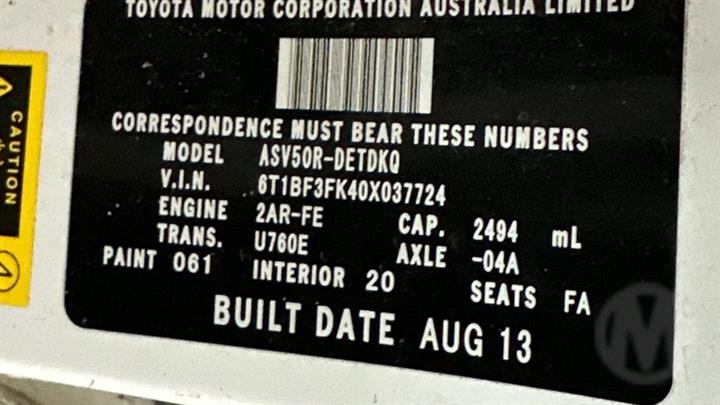 TOYOTA MOTOR CORPORATION AUSTRALIA LIMITED
CORRESPONDENCE MUST BEAR THESE NUMBERS
MODEL ASV50R-DETDKQ
V.I.N. 6T1BF3FK40X037724
ENGINE 2AR-FE CAP. 2494 mL
TRANS. U760E AXLE -04A
PAINT 061 INTERIOR 20 SEATS FA
BUILT DATE AUG 13
CAUTION
M